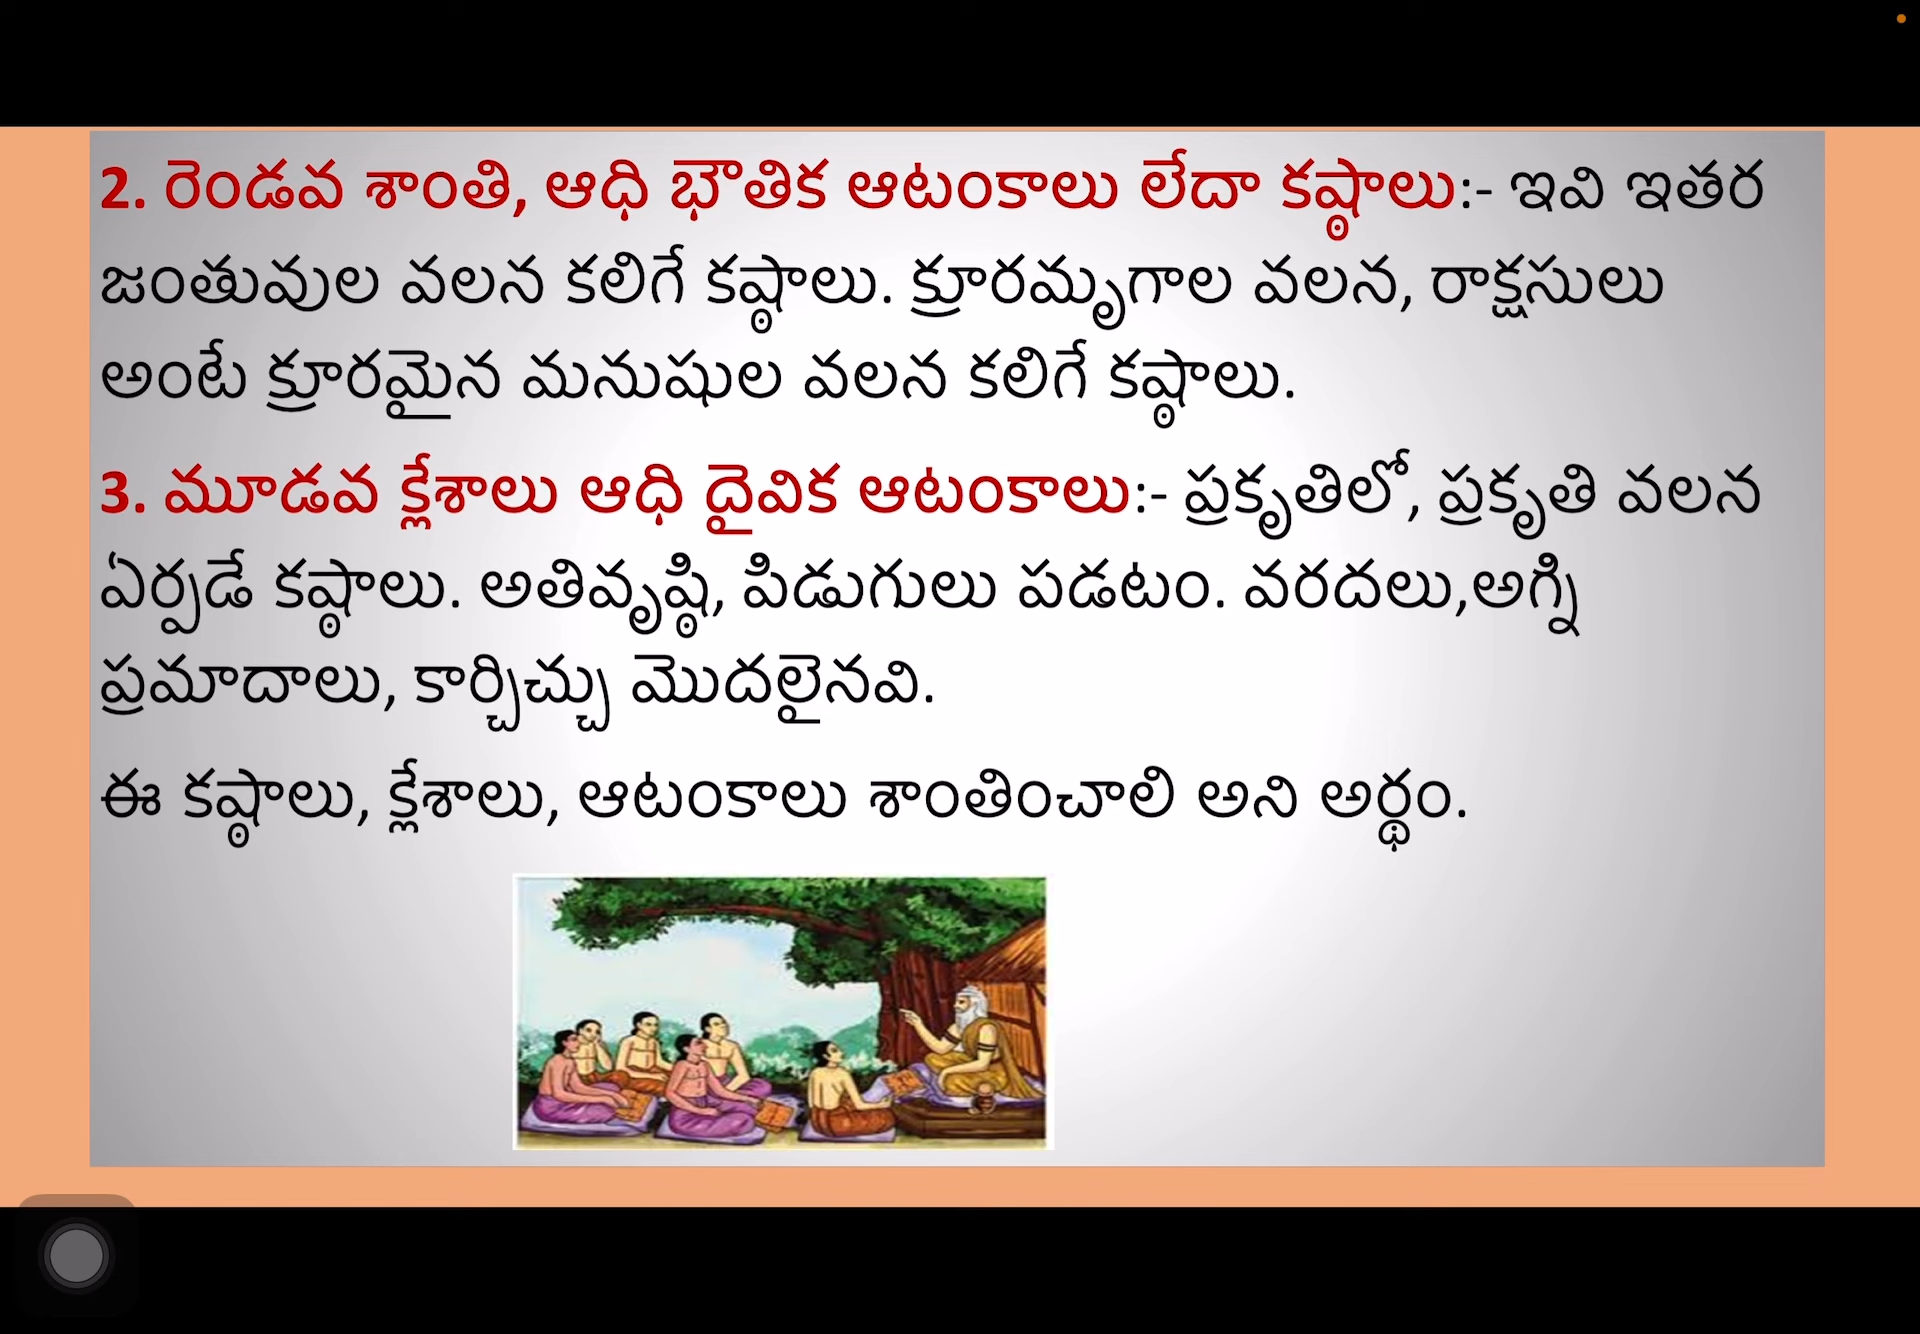 2. రెండవ శాంతి, ఆధి భౌతిక ఆటంకాలు లేదా కష్ఠాలు:- ఇవి ఇతర
జంతువుల వలన కలిగే కష్ఠాలు. క్రూరమృగాల వలన, రాక్షసులు
అంటే క్రూరమైన మనుషుల వలన కలిగే కష్ఠాలు.
3. మూడవ క్లేశాలు ఆధి దైవిక ఆటంకాలు:- ప్రకృతిలో, ప్రకృతి వలన
ఏర్పడే కష్ఠాలు. అతివృష్ఠి, పిడుగులు పడటం. వరదలు,అగ్ని
ప్రమాదాలు, కార్చిచ్చు మొదలైనవి.
ఈ కష్ఠాలు, క్లేశాలు, ఆటంకాలు శాంతించాలి అని అర్థం.